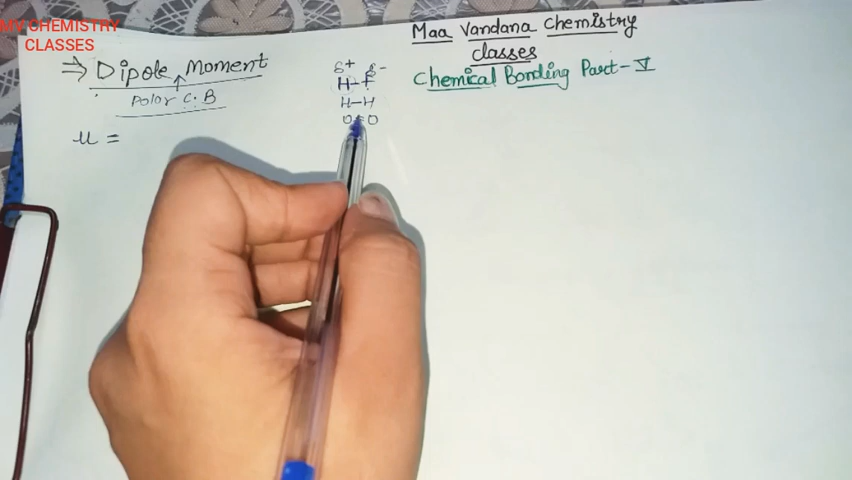 MY CHEMISTRY
CLASSES
Maa Vandana Chemistry
classes
Chemical Bonding Part-V
⇒ Dipole Moment
Polar C.B
δ+ δ-
H-F
H-H
O=O
μ =